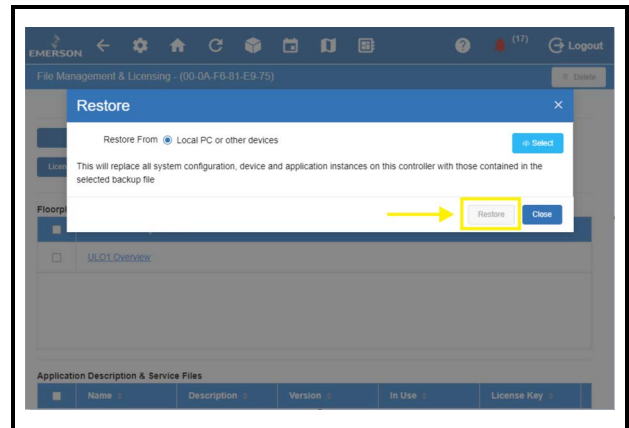 EMERSON
(17)
Logout
File Management & Licensing - (00-0A-F6-81-E9-75)
Delete
Restore
Restore From
Local PC or other devices
Select
This will replace all system configuration, device and application instances on this controller with those contained in the
selected backup file
Restore
Close
Licen
Floorpl
ULO1 Overview
Application Description & Service Files
Name
Description
Version
In Use
License Key